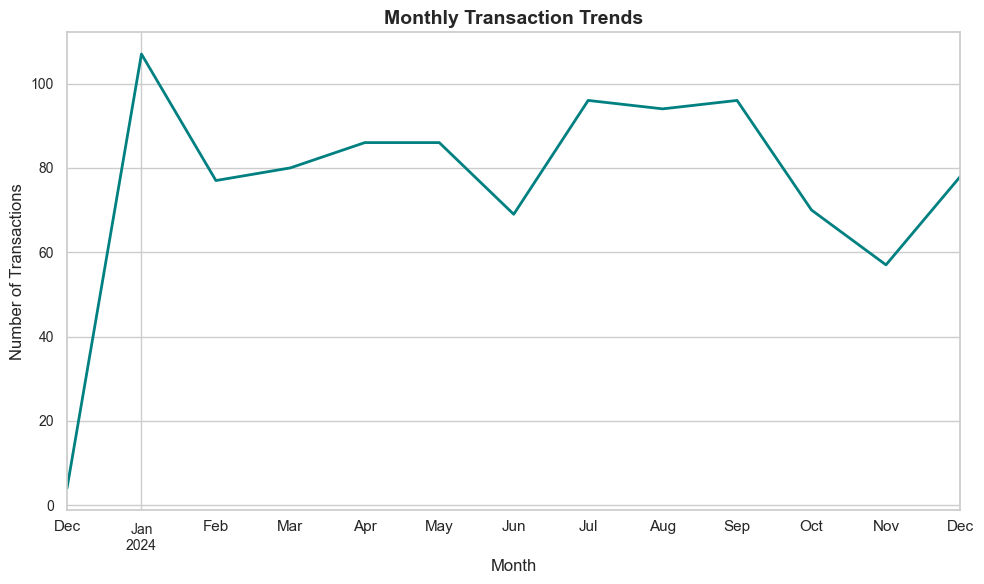 Monthly Transaction Trends
Number of Transactions
100
80
60
40
20
0
Dec Jan Feb Mar Apr May Jun Jul Aug Sep Oct Nov Dec
2024
Month